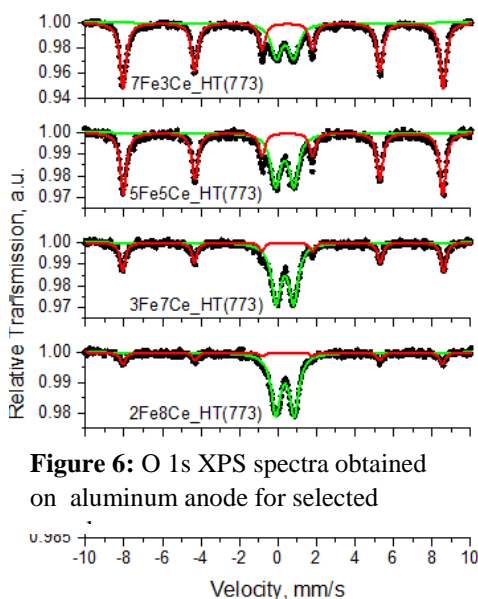 1.00
0.98
0.96
0.94
7Fe3Ce_HT(773)
1.00
0.99
0.98
0.97
5Fe5Ce_HT(773)
1.00
0.99
0.98
0.97
3Fe7Ce_HT(773)
1.00
0.99
0.98
2Fe8Ce_HT(773)
Relative Transmission, a.u.
Figure 6: O 1s XPS spectra obtained
on aluminum anode for selected
0.985
-10 -8 -6 -4 -2 0 2 4 6 8 10
Velocity, mm/s